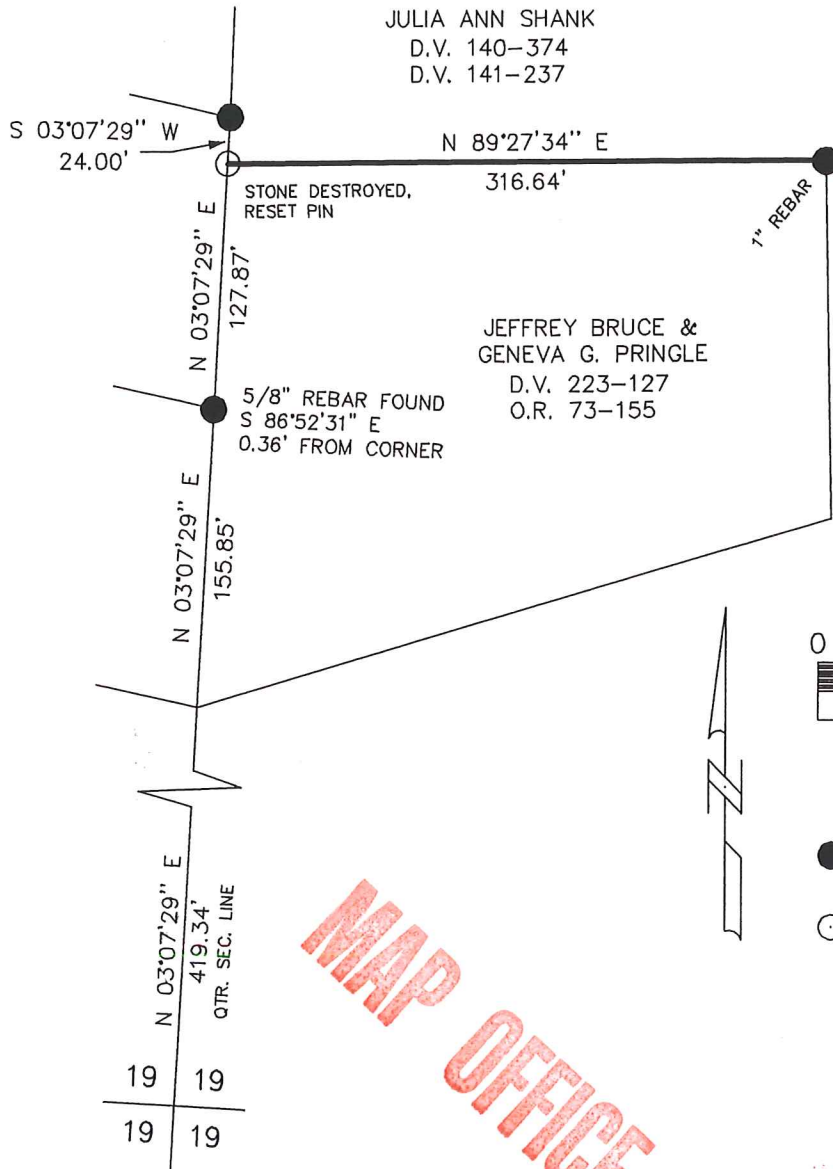 JULIA ANN SHANK
D.V. 140-374
D.V. 141-237
S 03°07'29" W
24.00'
N 89°27'34" E
316.64'
STONE DESTROYED,
RESET PIN
1" REBAR
N 03°07'29" E
127.87'
JEFFREY BRUCE &
GENEVA G. PRINGLE
D.V. 223-127
O.R. 73-155
5/8" REBAR FOUND
S 86°52'31" E
0.36' FROM CORNER
N 03°07'29" E
155.85'
0
N
N 03°07'29" E
419.34'
QTR. SEC. LINE
MAP OFFICE
19 19
19 19